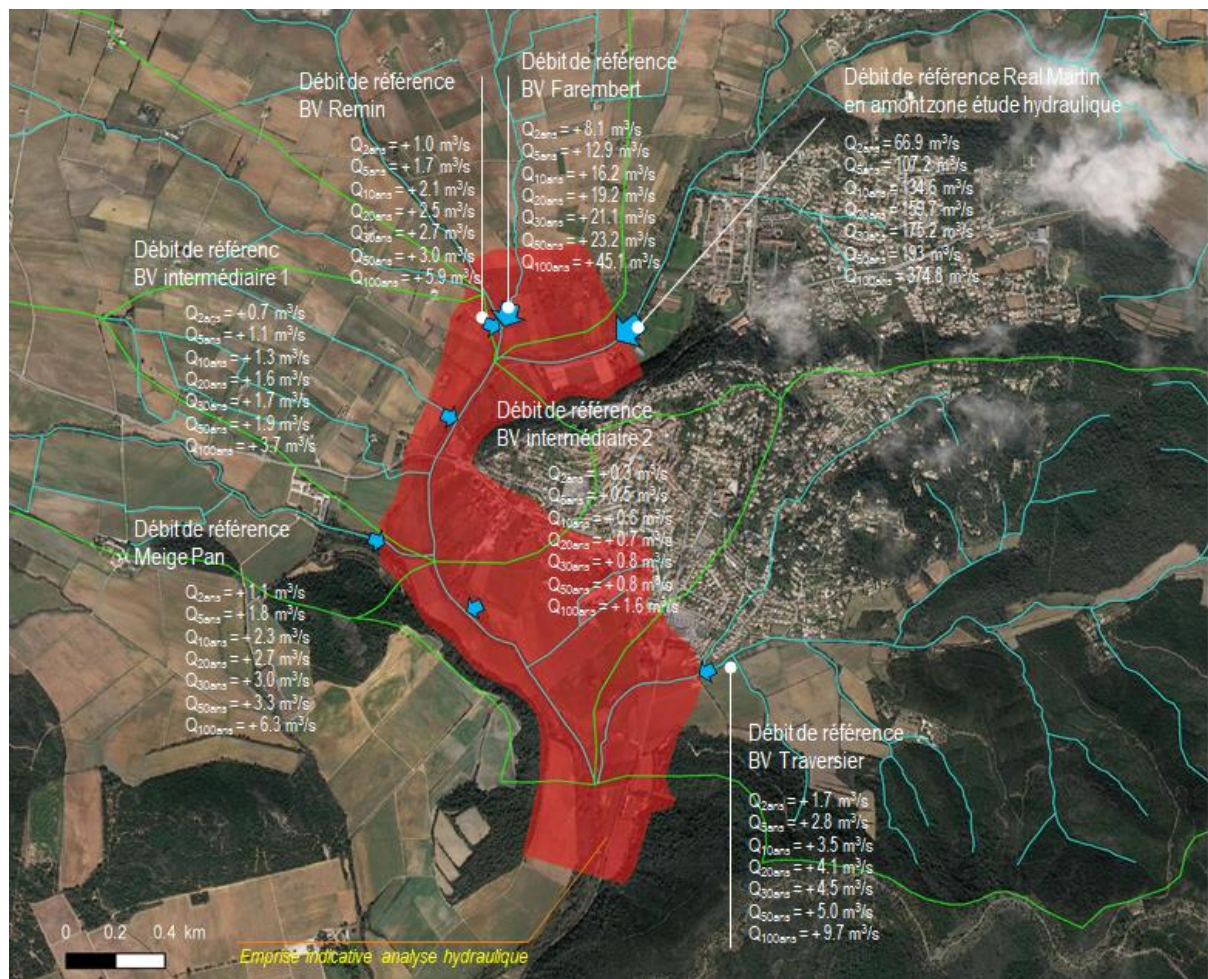 Débit de référence
BV Remin
Q2ans = +1.0 m³/s
Q5ans = +1.7 m³/s
Q10ans = +2.1 m³/s
Q20ans = +2.5 m³/s
Q30ans = +2.7 m³/s
Q50ans = +3.0 m³/s
Q100ans = +5.9 m³/s
Débit de référence
BV Farembert
Q2ans = +8.1 m³/s
Q5ans = +12.9 m³/s
Q10ans = +16.2 m³/s
Q20ans = +19.2 m³/s
Q30ans = +21.1 m³/s
Q50ans = +23.2 m³/s
Q100ans = +45.1 m³/s
Débit de référence Real Martin
en amontzone étude hydraulique
Q2ans = 66.9 m³/s
Q5ans = 107.2 m³/s
Q10ans = 134.6 m³/s
Q20ans = 159.7 m³/s
Q30ans = 175.2 m³/s
Q50ans = 193 m³/s
Q100ans = 374.8 m³/s
Débit de référenc
BV intermédiaire 1
Q2ans = +0.7 m³/s
Q5ans = +1.1 m³/s
Q10ans = +1.3 m³/s
Q20ans = +1.6 m³/s
Q30ans = +1.7 m³/s
Q50ans = +1.9 m³/s
Q100ans = +3.7 m³/s
Débit de référence
BV intermédiaire 2
Q2ans = +0.3 m³/s
Q5ans = +0.5 m³/s
Q10ans = +0.6 m³/s
Q20ans = +0.7 m³/s
Q30ans = +0.8 m³/s
Q50ans = +0.8 m³/s
Q100ans = +1.6 m³/s
Débit de référence
Meige Pan
Q2ans = +1.1 m³/s
Q5ans = +1.8 m³/s
Q10ans = +2.3 m³/s
Q20ans = +2.7 m³/s
Q30ans = +3.0 m³/s
Q50ans = +3.3 m³/s
Q100ans = +6.3 m³/s
Débit de référence
BV Traversier
Q2ans = +1.7 m³/s
Q5ans = +2.8 m³/s
Q10ans = +3.5 m³/s
Q20ans = +4.1 m³/s
Q30ans = +4.5 m³/s
Q50ans = +5.0 m³/s
Q100ans = +9.7 m³/s
0 0.2 0.4 km
Emprise indicative analyse hydraulique